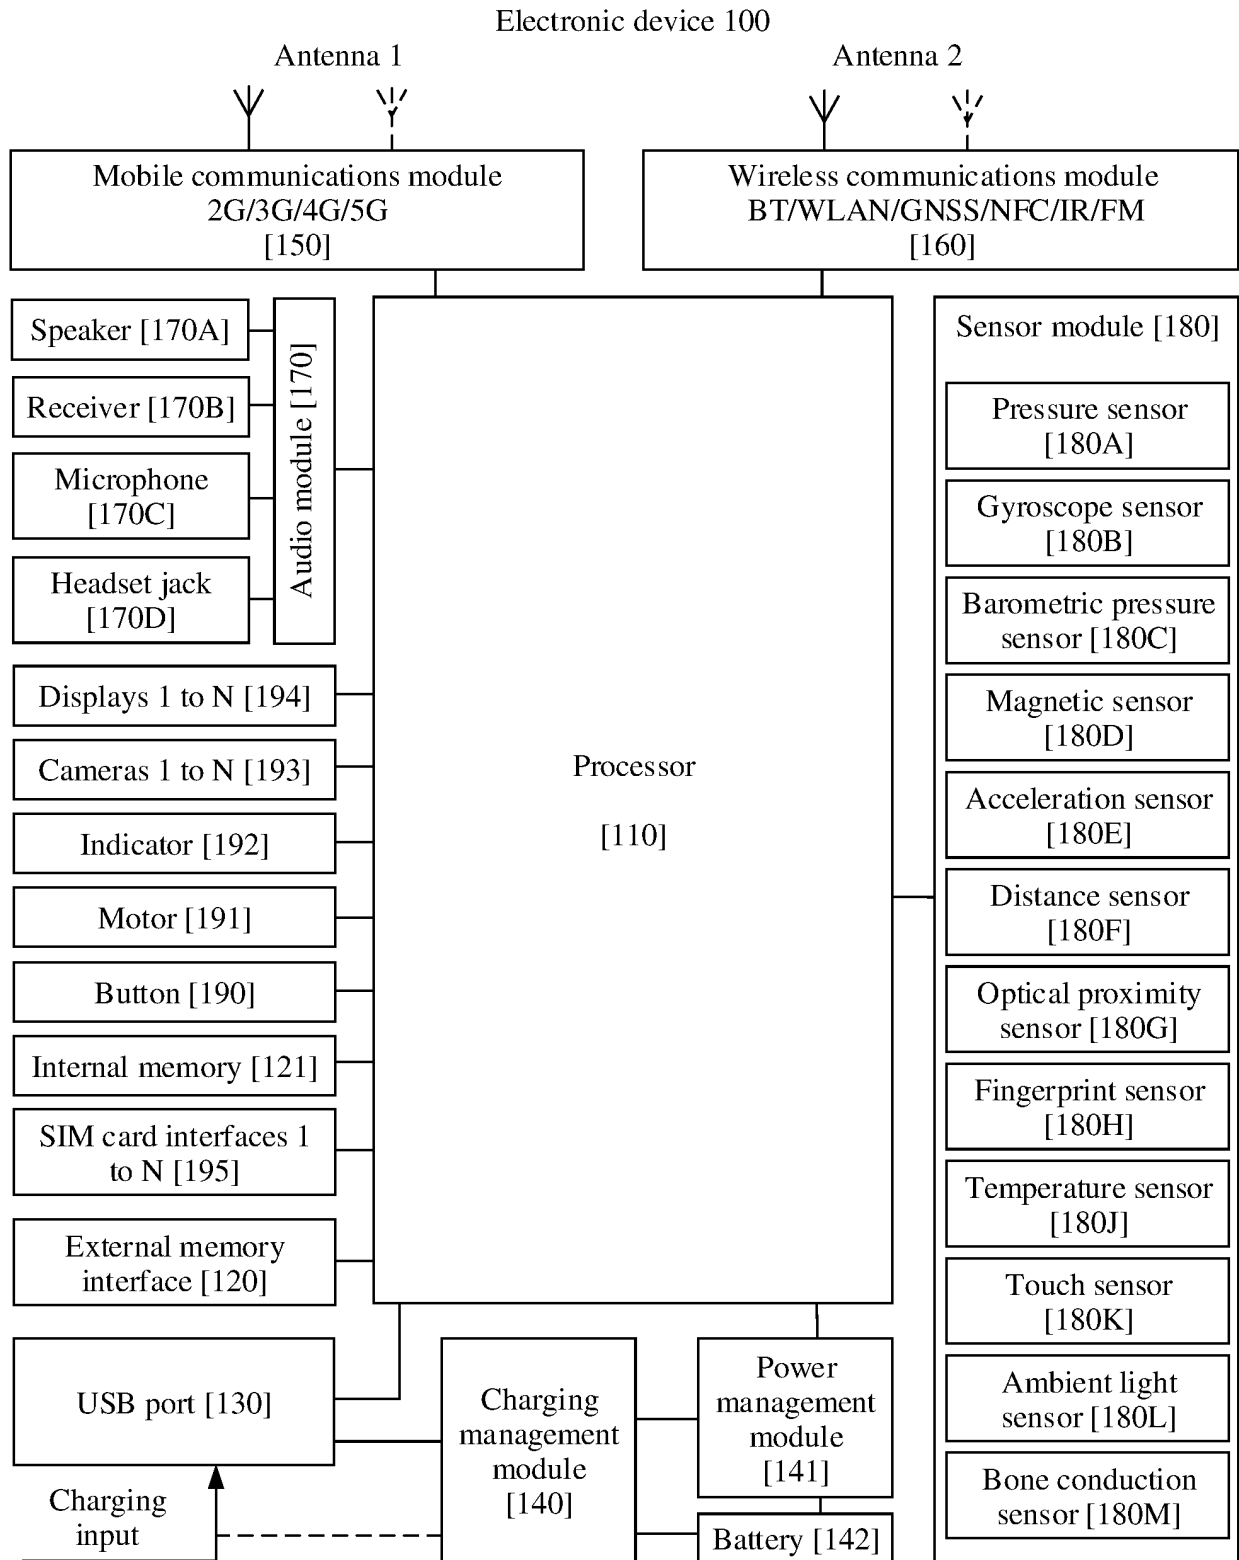 Electronic device 100
Antenna 1
Antenna 2
Mobile communications module
2G/3G/4G/5G
[150]
Wireless communications module
BT/WLAN/GNSS/NFC/IR/FM
[160]
Speaker [170A]
Receiver [170B]
Microphone
[170C]
Headset jack
[170D]
Audio module [170]
Displays 1 to N [194]
Cameras 1 to N [193]
Indicator [192]
Motor [191]
Button [190]
Internal memory [121]
SIM card interfaces 1
to N [195]
External memory
interface [120]
Processor
[110]
Sensor module [180]
Pressure sensor
[180A]
Gyroscope sensor
[180B]
Barometric pressure
sensor [180C]
Magnetic sensor
[180D]
Acceleration sensor
[180E]
Distance sensor
[180F]
Optical proximity
sensor [180G]
Fingerprint sensor
[180H]
Temperature sensor
[180J]
Touch sensor
[180K]
Ambient light
sensor [180L]
Bone conduction
sensor [180M]
USB port [130]
Charging
input
Charging
management
module
[140]
Power
management
module
[141]
Battery [142]